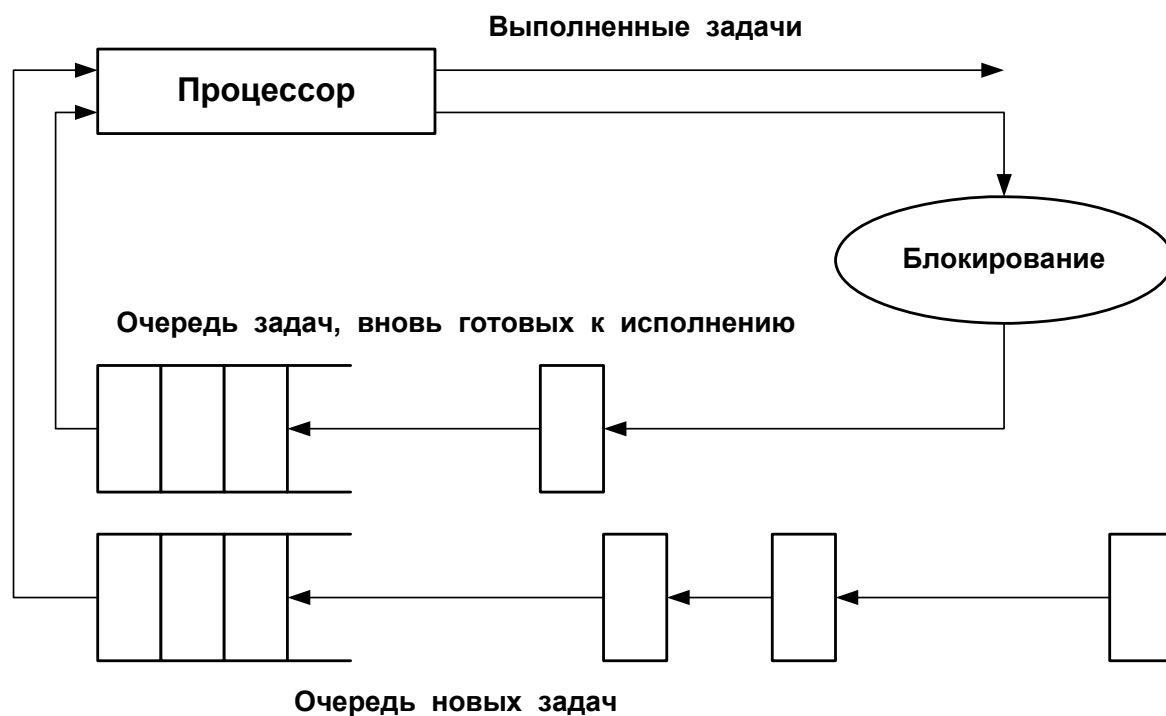 Выполненные задачи
Процессор
Блокирование
Очередь задач, вновь готовых к исполнению
Очередь новых задач